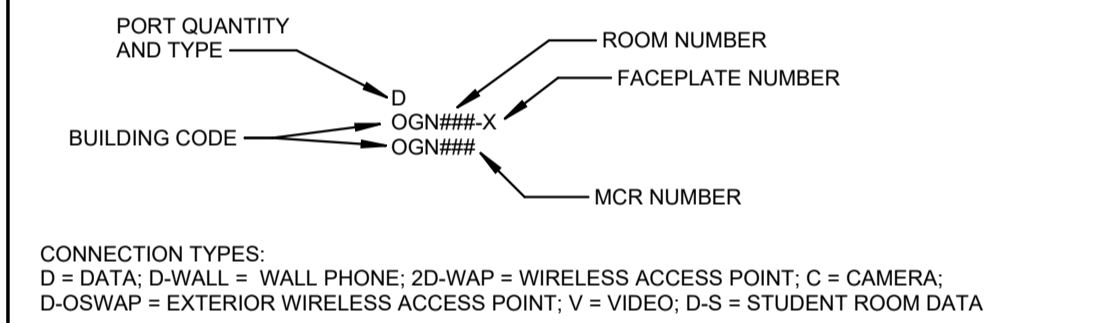 PORT QUANTITY
AND TYPE
ROOM NUMBER
FACEPLATE NUMBER
D
OGN###-X
BUILDING CODE
OGN###
MCR NUMBER
CONNECTION TYPES:
D = DATA; D-WALL = WALL PHONE; 2D-WAP = WIRELESS ACCESS POINT; C = CAMERA;
D-OSWAP = EXTERIOR WIRELESS ACCESS POINT; V = VIDEO; D-S = STUDENT ROOM DATA